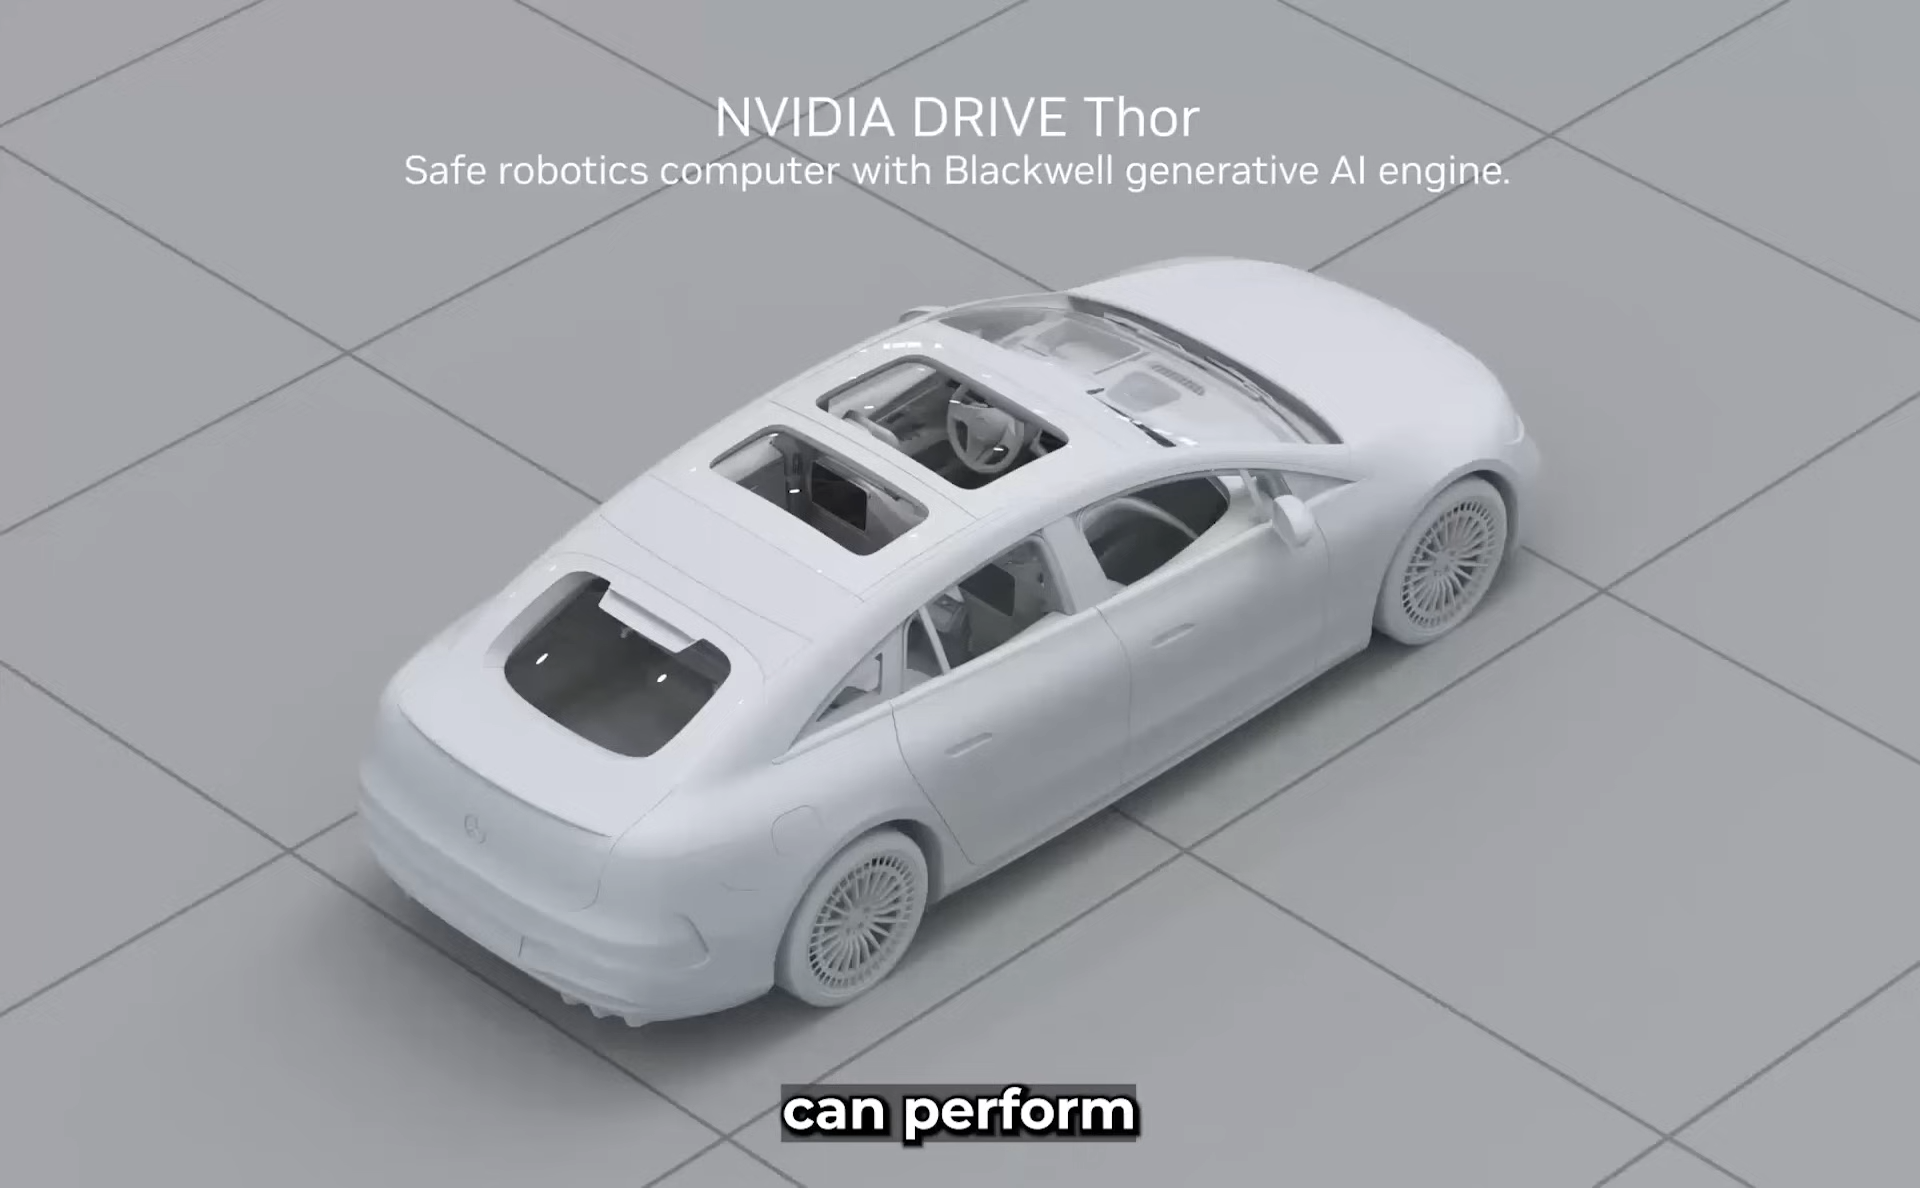 NVIDIA DRIVE Thor
Safe robotics computer with Blackwell generative AI engine.
can perform